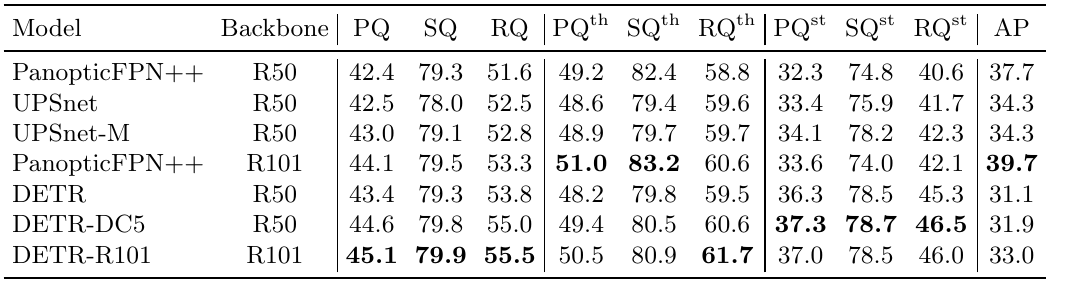 Model Backbone PQ SQ RQ PQ^th SQ^th RQ^th PQ^st SQ^st RQ^st AP
PanopticFPN++ R50 42.4 79.3 51.6 49.2 82.4 58.8 32.3 74.8 40.6 37.7
UPSnet R50 42.5 78.0 52.5 48.6 79.4 59.6 33.4 75.9 41.7 34.3
UPSnet-M R50 43.0 79.1 52.8 48.9 79.7 59.7 34.1 78.2 42.3 34.3
PanopticFPN++ R101 44.1 79.5 53.3 51.0 83.2 60.6 33.6 74.0 42.1 39.7
DETR R50 43.4 79.3 53.8 48.2 79.8 59.5 36.3 78.5 45.3 31.1
DETR-DC5 R50 44.6 79.8 55.0 49.4 80.5 60.6 37.3 78.7 46.5 31.9
DETR-R101 R101 45.1 79.9 55.5 50.5 80.9 61.7 37.0 78.5 46.0 33.0